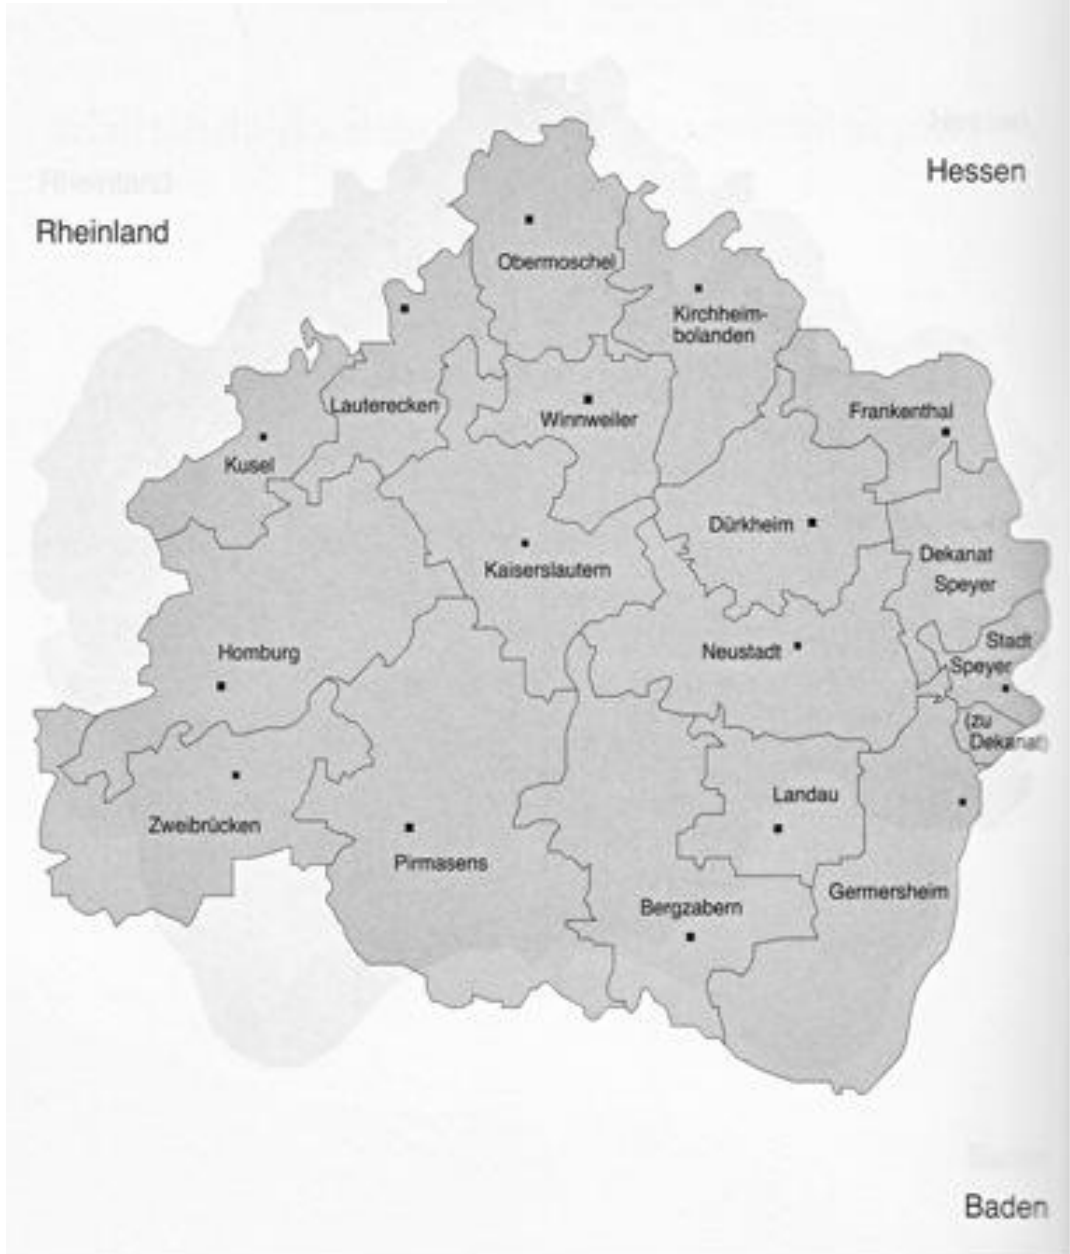 Hessen
Rheinland
Obermoschel
Kirchheim-
bolanden
Lauterecken
Winnweiler
Frankenthal
Kusel
Dürkheim
Dekanat
Speyer
Kaiserslautern
Homburg
Neustadt
Stadt
Speyer
(zu
Dekanat)
Landau
Zweibrücken
Pirmasens
Germersheim
Bergzabern
Baden